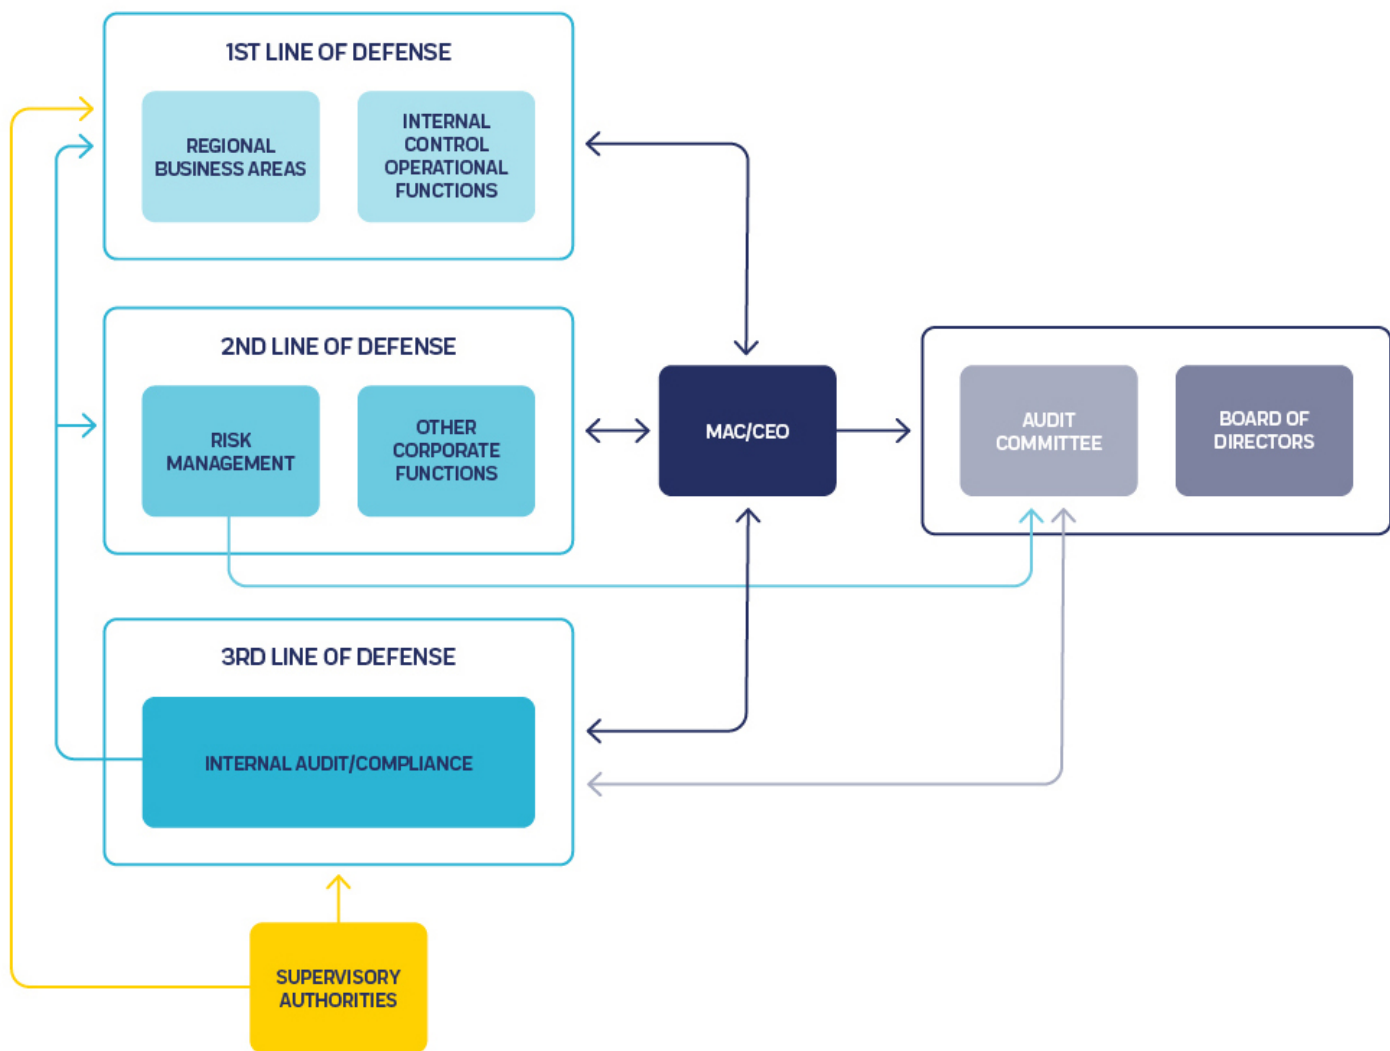 1ST LINE OF DEFENSE
REGIONAL
BUSINESS AREAS
INTERNAL
CONTROL
OPERATIONAL
FUNCTIONS
2ND LINE OF DEFENSE
RISK
MANAGEMENT
OTHER
CORPORATE
FUNCTIONS
MAC/CEO
AUDIT
COMMITTEE
BOARD OF
DIRECTORS
3RD LINE OF DEFENSE
INTERNAL AUDIT/COMPLIANCE
SUPERVISORY
AUTHORITIES